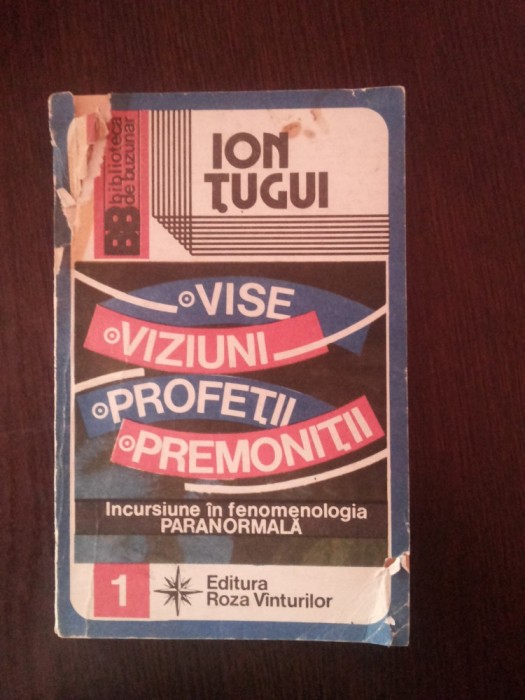 BB biblioteca
de buzunar
ION
ŢUGUI
VISE
VIZIUNI
PROFEŢII
PREMONIŢII
Incursiune în fenomenologia
PARANORMALĂ
1
Editura
Roza Vînturilor